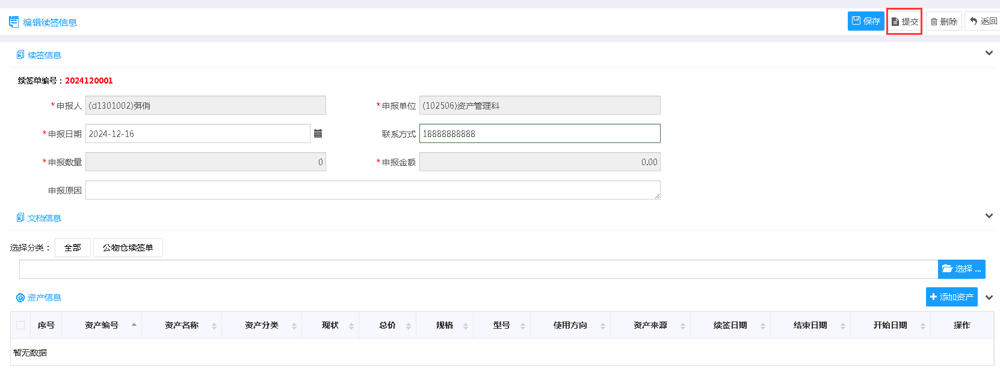 编辑续签信息 保存 提交 删除 返回
续签信息
续签单编号：2024120001
*申报人 (d1301002)弭俏 *申报单位 (102506)资产管理科
*申报日期 2024-12-16 联系方式 18888888888
*申报数量 0 *申报金额 0.00
申报原因
文档信息
选择分类： 全部 公物仓续签单
选择 ...
资产信息 添加资产
序号 资产编号 资产名称 资产分类 现状 总价 规格 型号 使用方向 资产来源 续签日期 结束日期 开始日期 操作
暂无数据